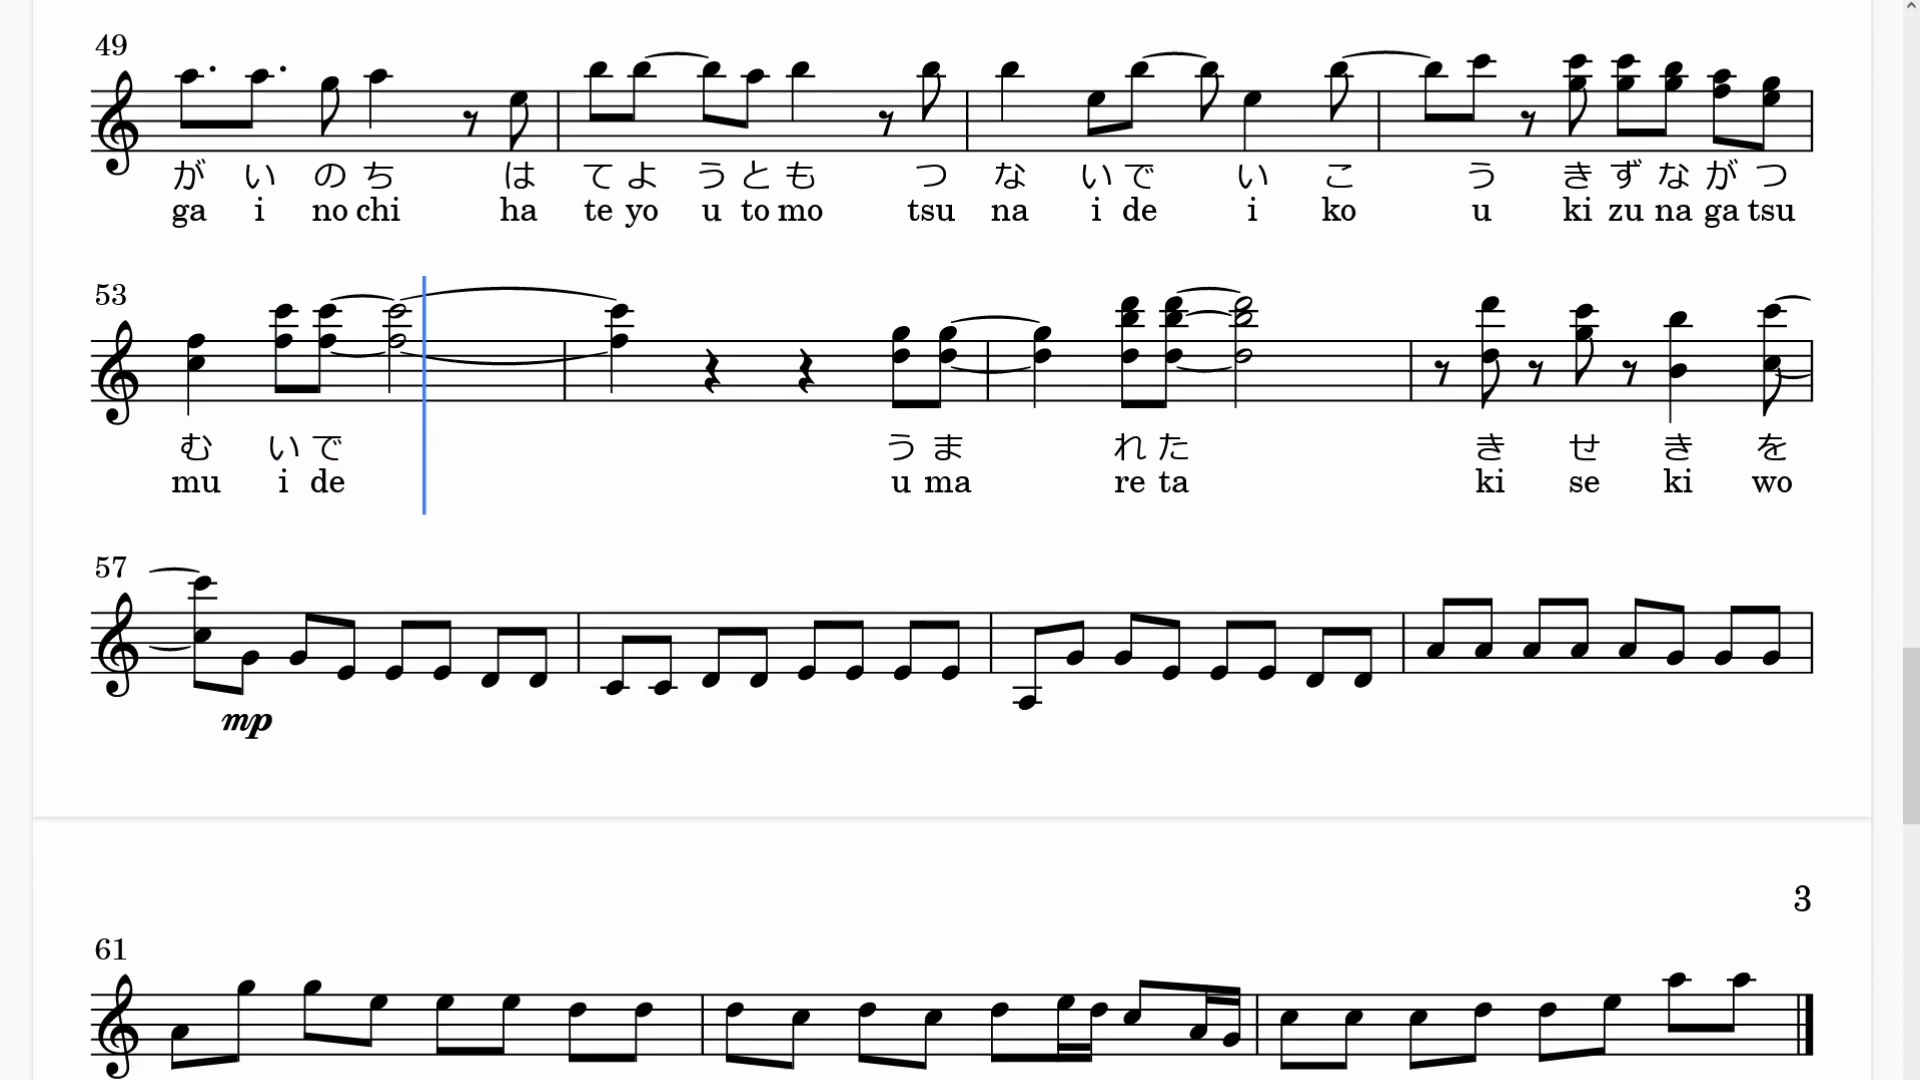 49
が い の ち は て よ う と も つ な い で い こ う き ず な が つ
ga i no chi ha te yo u to mo tsu na i de i ko u ki zu na ga tsu
53
む い で う ま れ た き せ き を
mu i de u ma re ta ki se ki wo
57
mp
3
61